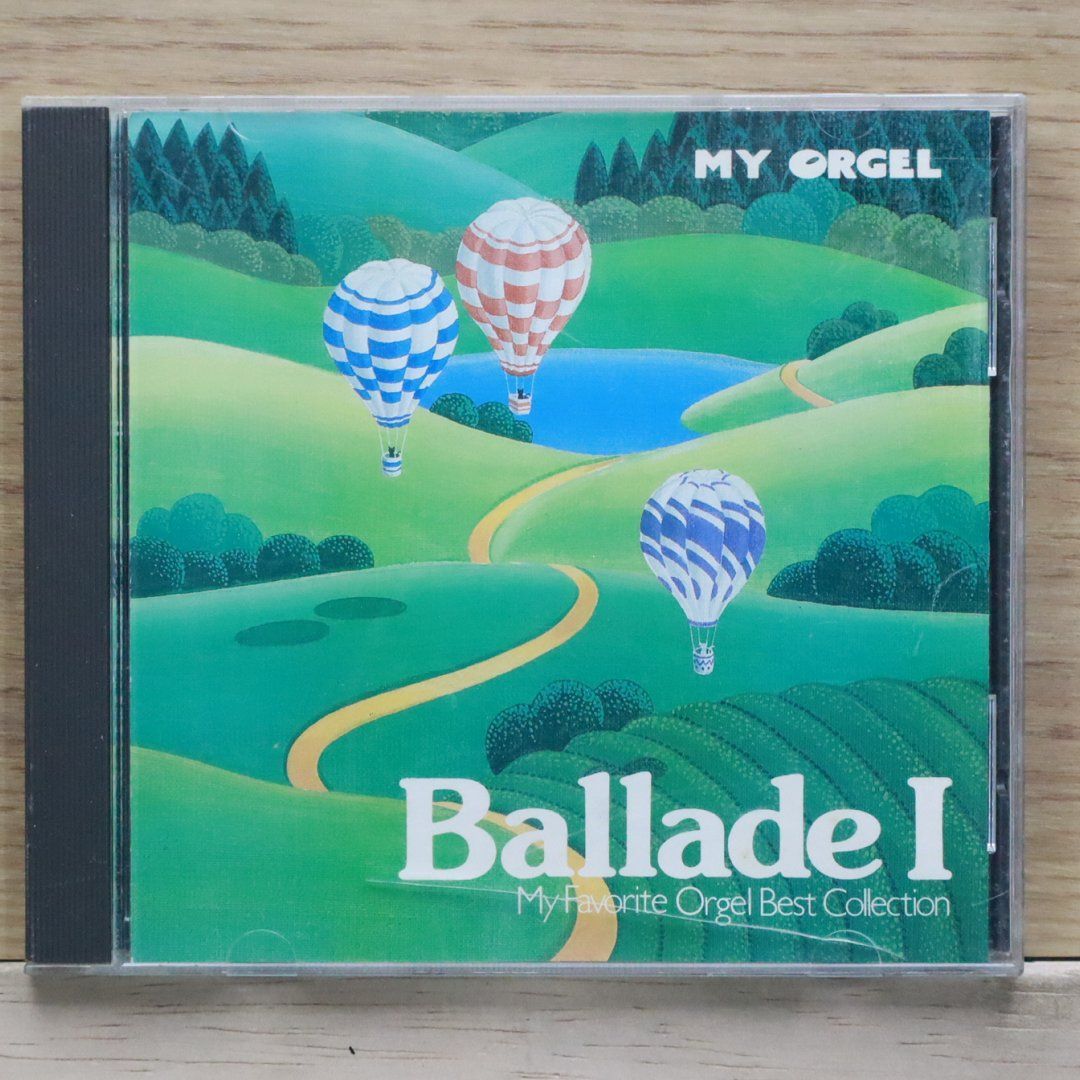 MY ORGEL
Ballade I
My Favorite Orgel Best Collection